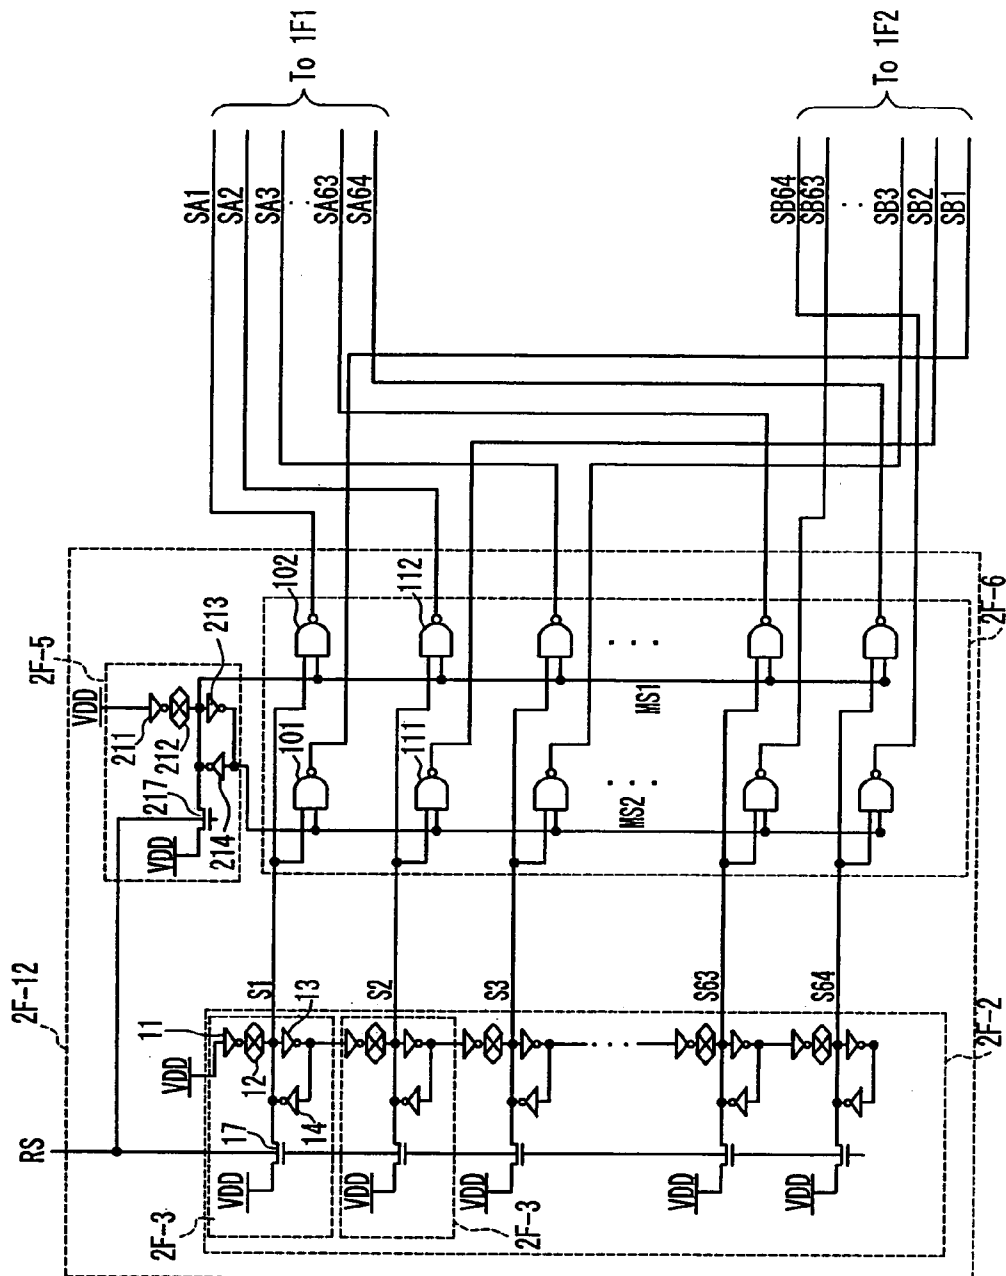 To 1F1
SA1
SA2
SA3
. .
SA63
SA64
To 1F2
SB64
SB63
. .
SB3
SB2
SB1
2F-6
102
112
. . .
MS1
2F-5
213
VDD
211
212
217
VDD
214
101
111
. . .
MS2
2F-12
RS
S1
S2
S3
S63
S64
2F-2
11
VDD
12
13
14
17
VDD
VDD
VDD
VDD
VDD
2F-3
2F-3